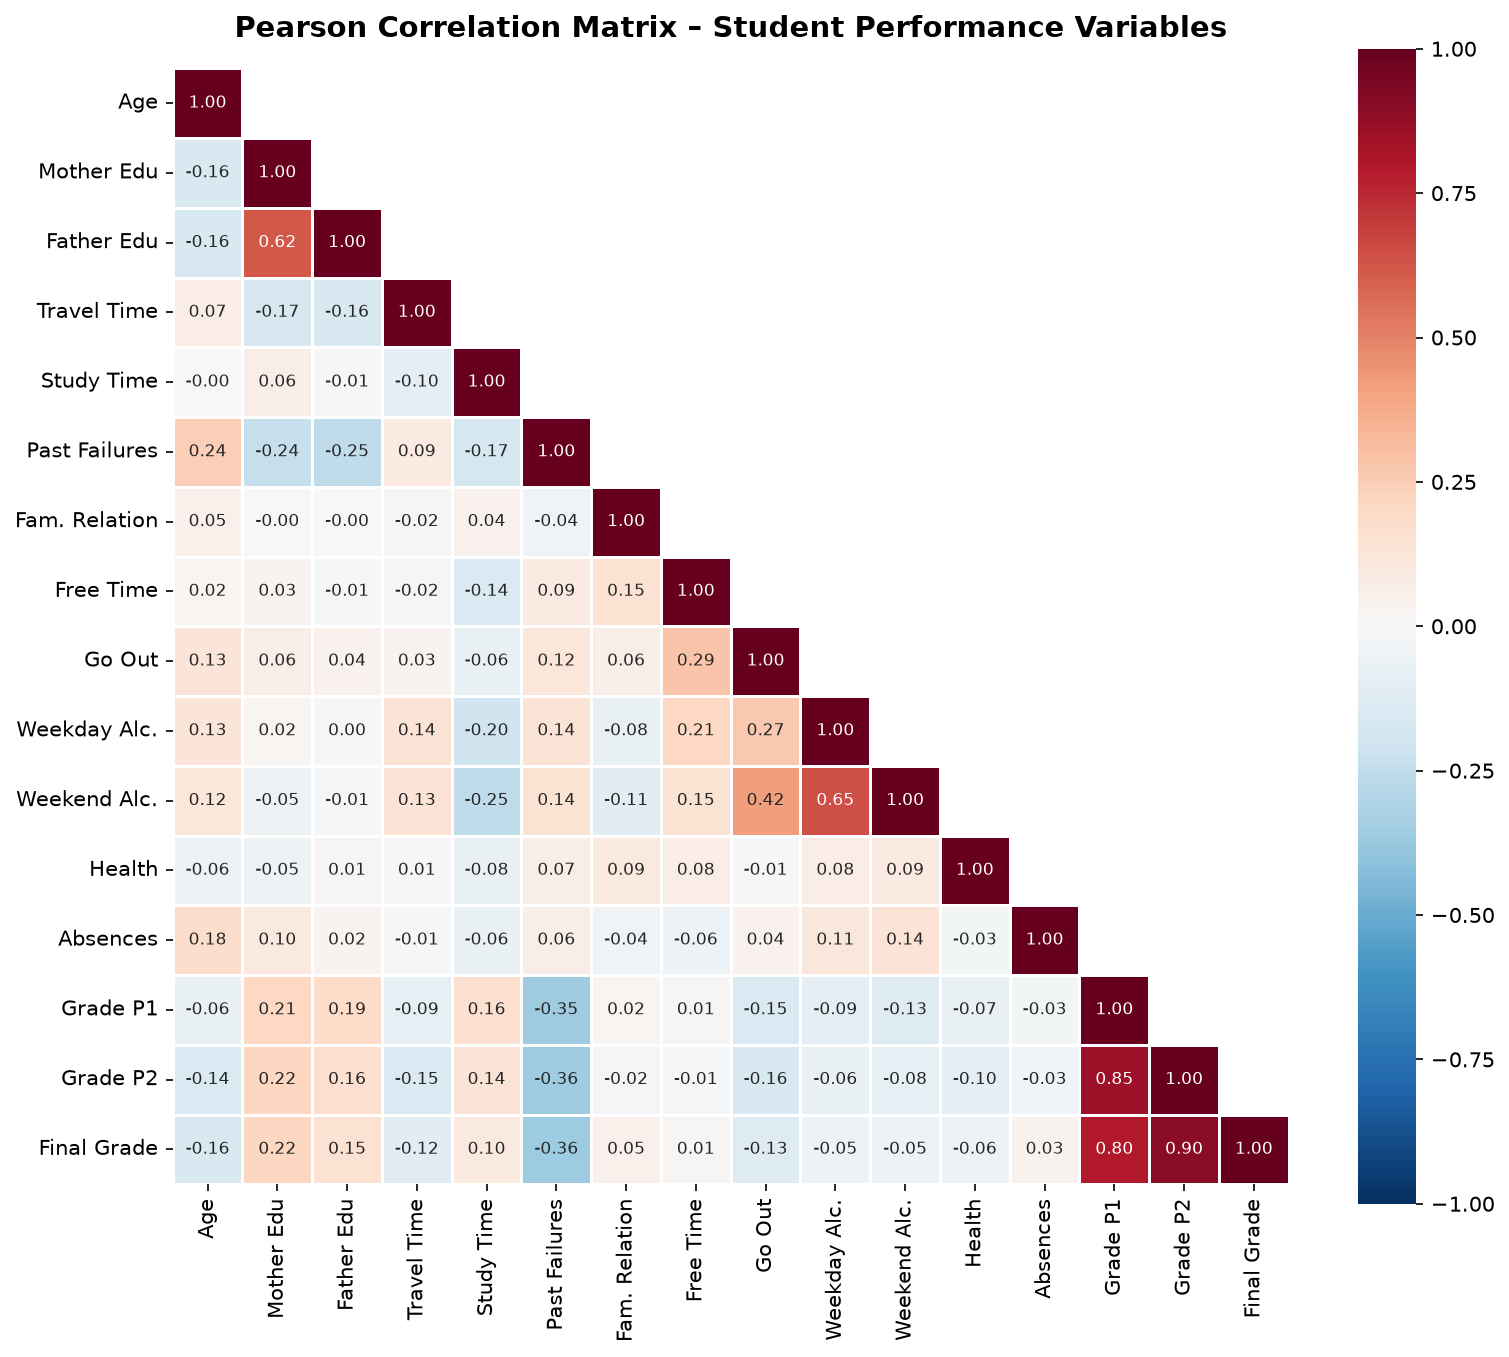 Pearson Correlation Matrix – Student Performance Variables
Age 1.00
Mother Edu -0.16 1.00
Father Edu -0.16 0.62 1.00
Travel Time 0.07 -0.17 -0.16 1.00
Study Time -0.00 0.06 -0.01 -0.10 1.00
Past Failures 0.24 -0.24 -0.25 0.09 -0.17 1.00
Fam. Relation 0.05 -0.00 -0.00 -0.02 0.04 -0.04 1.00
Free Time 0.02 0.03 -0.01 -0.02 -0.14 0.09 0.15 1.00
Go Out 0.13 0.06 0.04 0.03 -0.06 0.12 0.06 0.29 1.00
Weekday Alc. 0.13 0.02 0.00 0.14 -0.20 0.14 -0.08 0.21 0.27 1.00
Weekend Alc. 0.12 -0.05 -0.01 0.13 -0.25 0.14 -0.11 0.15 0.42 0.65 1.00
Health -0.06 -0.05 0.01 0.01 -0.08 0.07 0.09 0.08 -0.01 0.08 0.09 1.00
Absences 0.18 0.10 0.02 -0.01 -0.06 0.06 -0.04 -0.06 0.04 0.11 0.14 -0.03 1.00
Grade P1 -0.06 0.21 0.19 -0.09 0.16 -0.35 0.02 0.01 -0.15 -0.09 -0.13 -0.07 -0.03 1.00
Grade P2 -0.14 0.22 0.16 -0.15 0.14 -0.36 -0.02 -0.01 -0.16 -0.06 -0.08 -0.10 -0.03 0.85 1.00
Final Grade -0.16 0.22 0.15 -0.12 0.10 -0.36 0.05 0.01 -0.13 -0.05 -0.05 -0.06 0.03 0.80 0.90 1.00
Age
Mother Edu
Father Edu
Travel Time
Study Time
Past Failures
Fam. Relation
Free Time
Go Out
Weekday Alc.
Weekend Alc.
Health
Absences
Grade P1
Grade P2
Final Grade
1.00
0.75
0.50
0.25
0.00
−0.25
−0.50
−0.75
−1.00